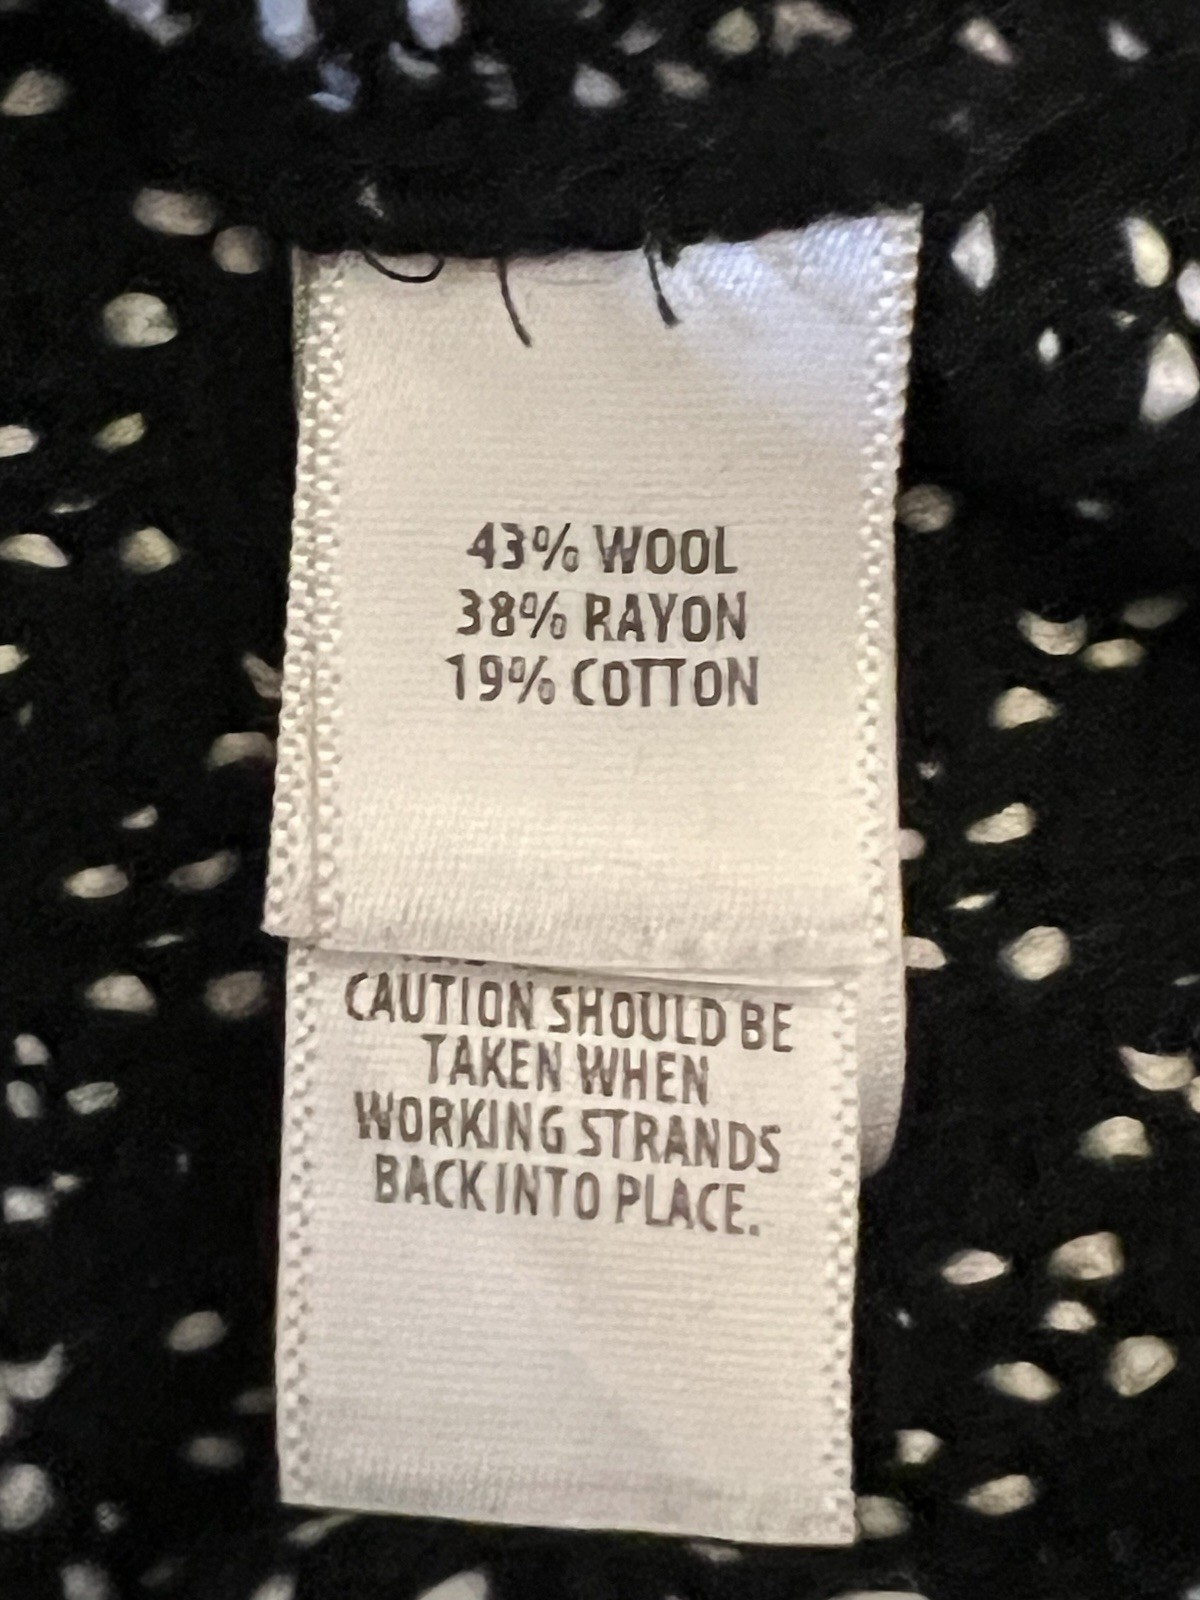 43% WOOL
38% RAYON
19% COTTON
CAUTION SHOULD BE
TAKEN WHEN
WORKING STRANDS
BACK INTO PLACE.